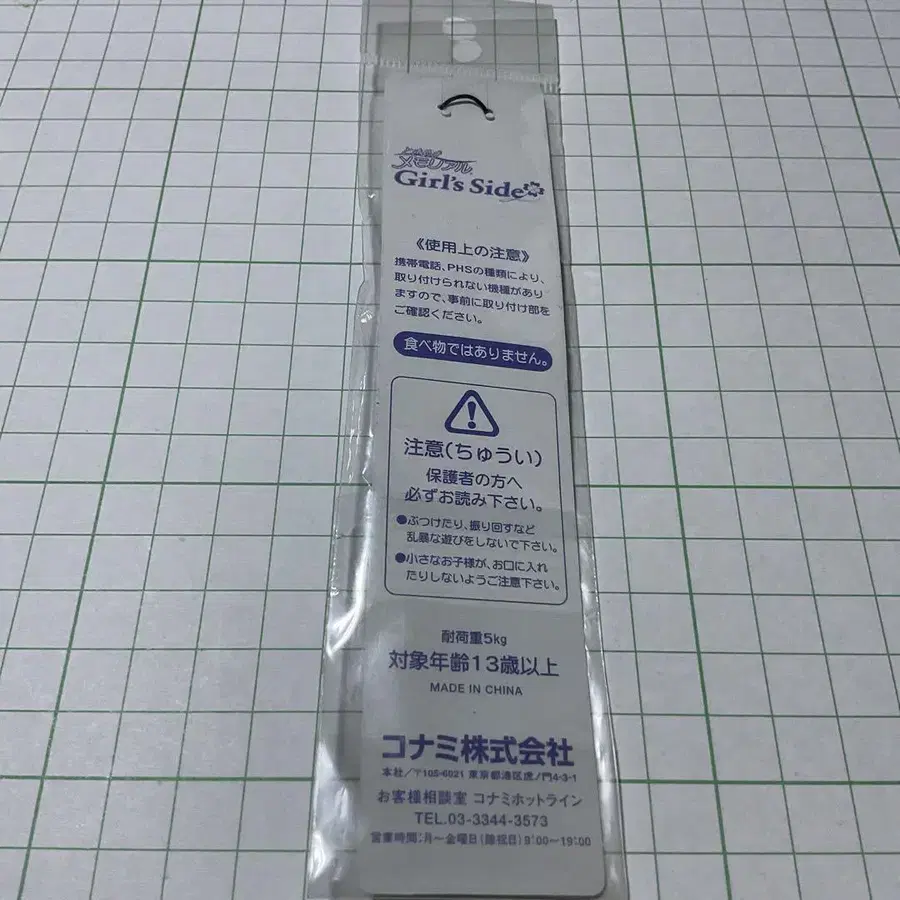 ときめき
メモリアル
Girl's Side
《使用上の注意》
携帯電話、PHSの種類により、
取り付けられない機種があり
ますので、事前に取り付け部を
ご確認ください。
食べ物ではありません。
注意(ちゅうい)
保護者の方へ
必ずお読み下さい。
●ぶつけたり、振り回すなど
乱暴な遊びをしないで下さい。
●小さなお子様が、お口に入れ
たりしないようご注意下さい。
耐荷重5kg
対象年齢13歳以上
MADE IN CHINA
コナミ株式会社
本社/〒105-6021 東京都港区虎ノ門4-3-1
お客様相談室 コナミホットライン
TEL.03-3344-3573
営業時間:月~金曜日(除祝日)9:00~19:00